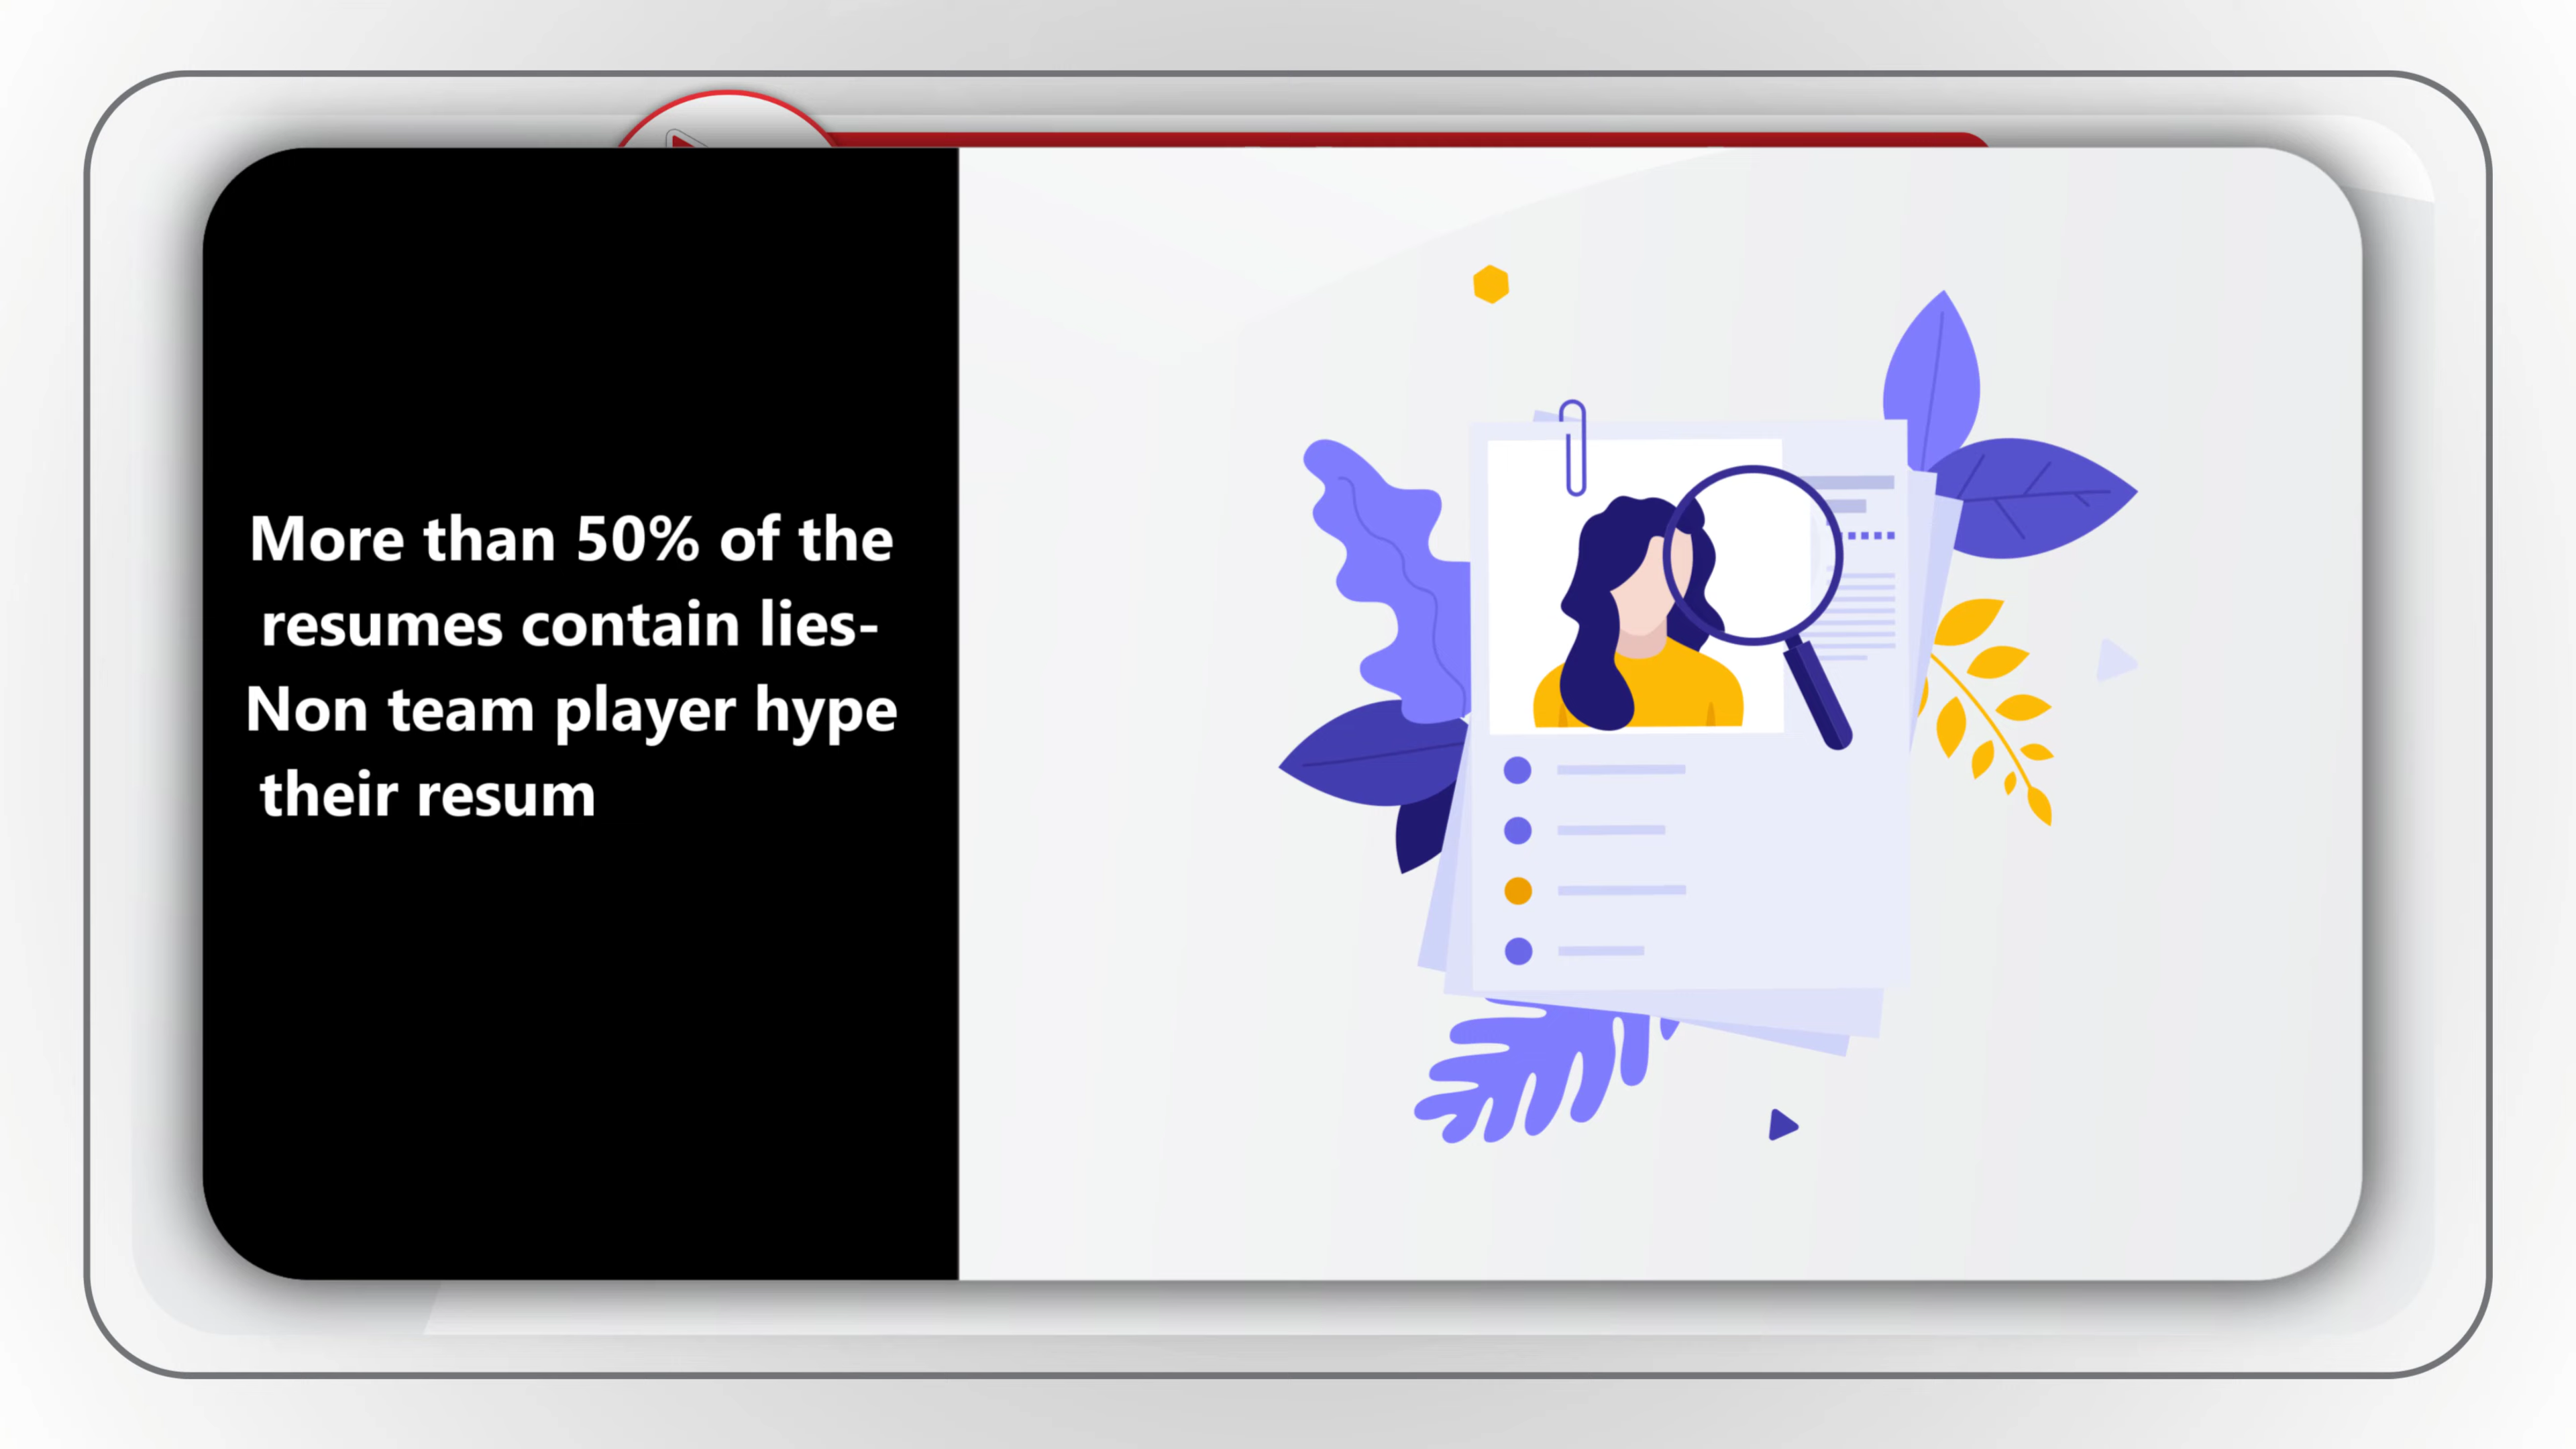 More than 50% of the
resumes contain lies-
Non team player hype
their resum